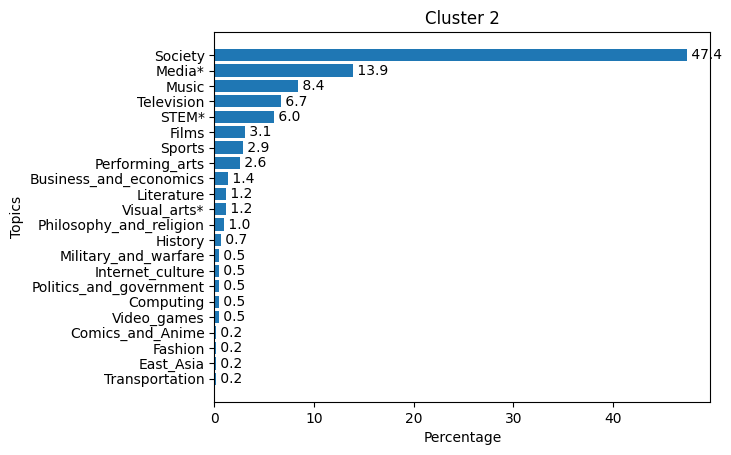 Cluster 2
Society 47.4
Media* 13.9
Music 8.4
Television 6.7
STEM* 6.0
Films 3.1
Sports 2.9
Performing_arts 2.6
Business_and_economics 1.4
Literature 1.2
Visual_arts* 1.2
Philosophy_and_religion 1.0
History 0.7
Military_and_warfare 0.5
Internet_culture 0.5
Politics_and_government 0.5
Computing 0.5
Video_games 0.5
Comics_and_Anime 0.2
Fashion 0.2
East_Asia 0.2
Transportation 0.2
Topics
0 10 20 30 40
Percentage